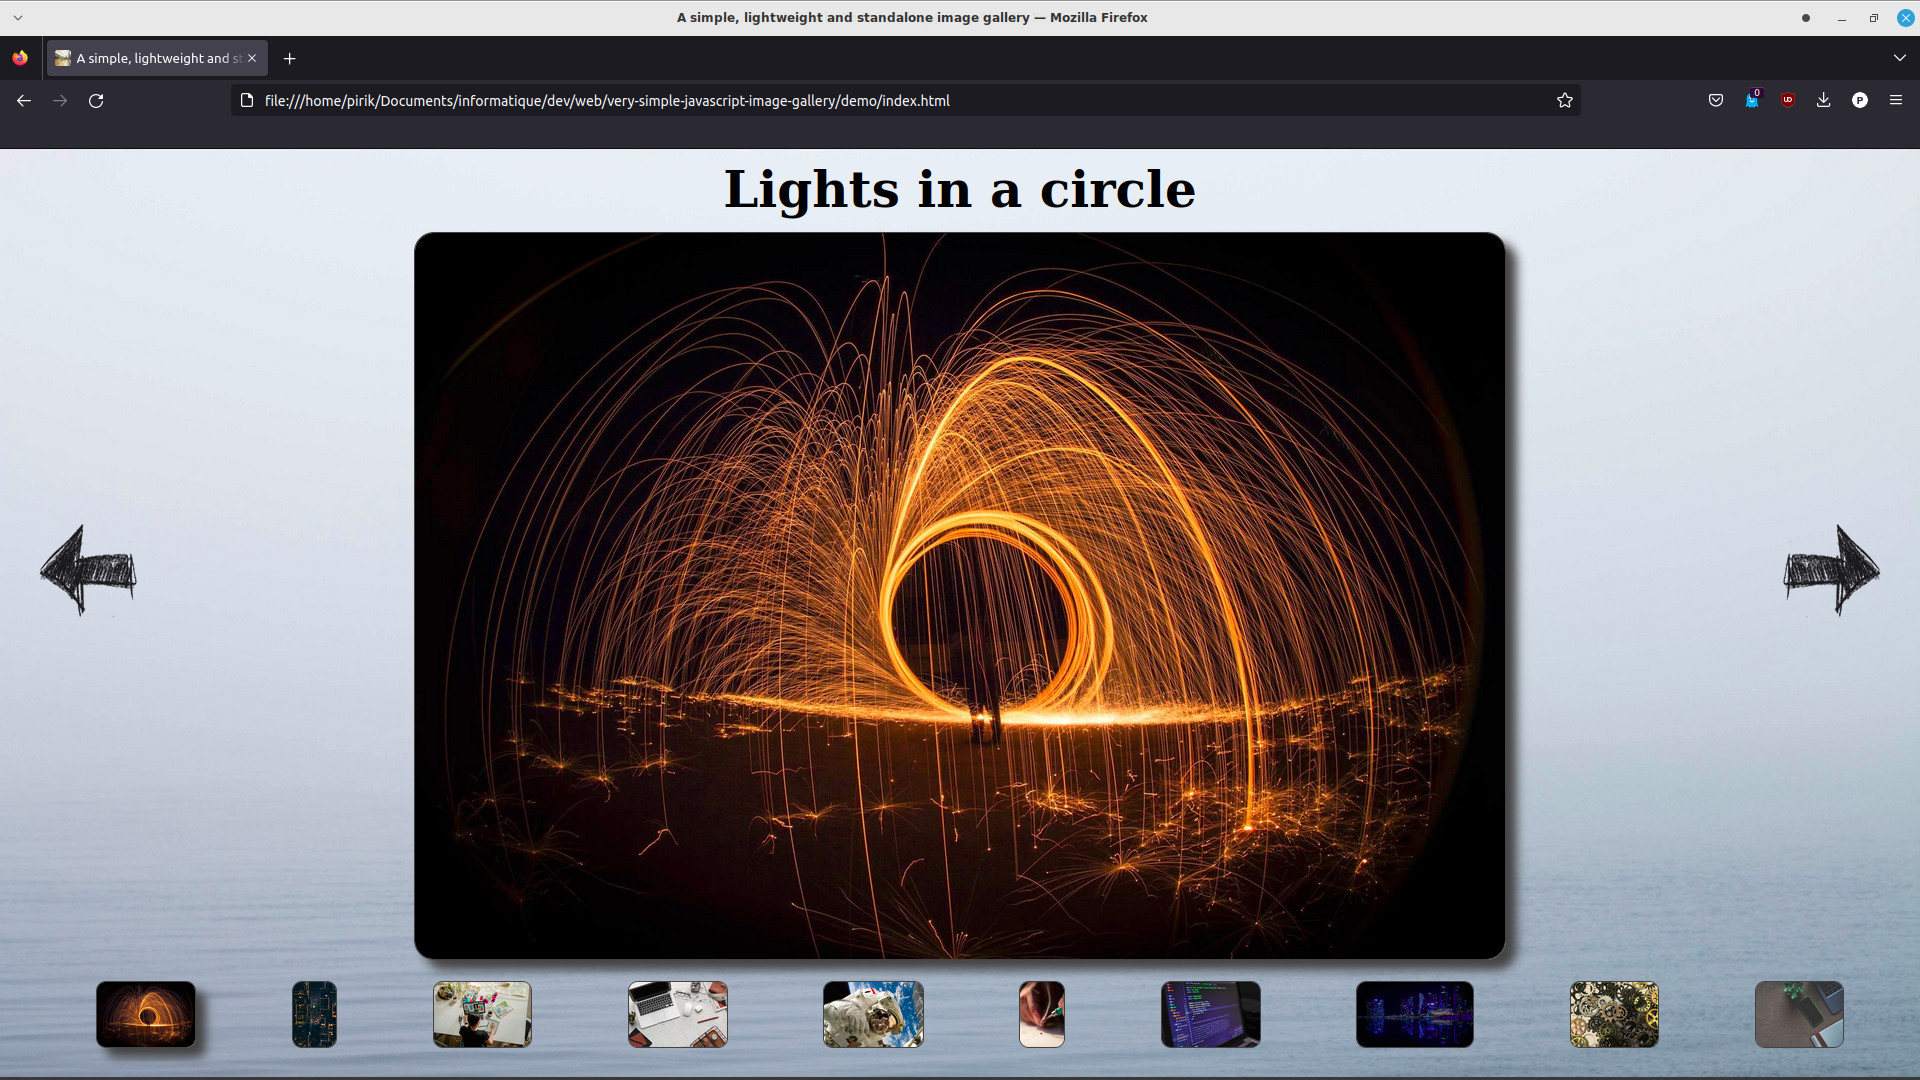 A simple, lightweight and standalone image gallery — Mozilla Firefox
A simple, lightweight and st
file:///home/pirik/Documents/informatique/dev/web/very-simple-javascript-image-gallery/demo/index.html
0
P
Lights in a circle